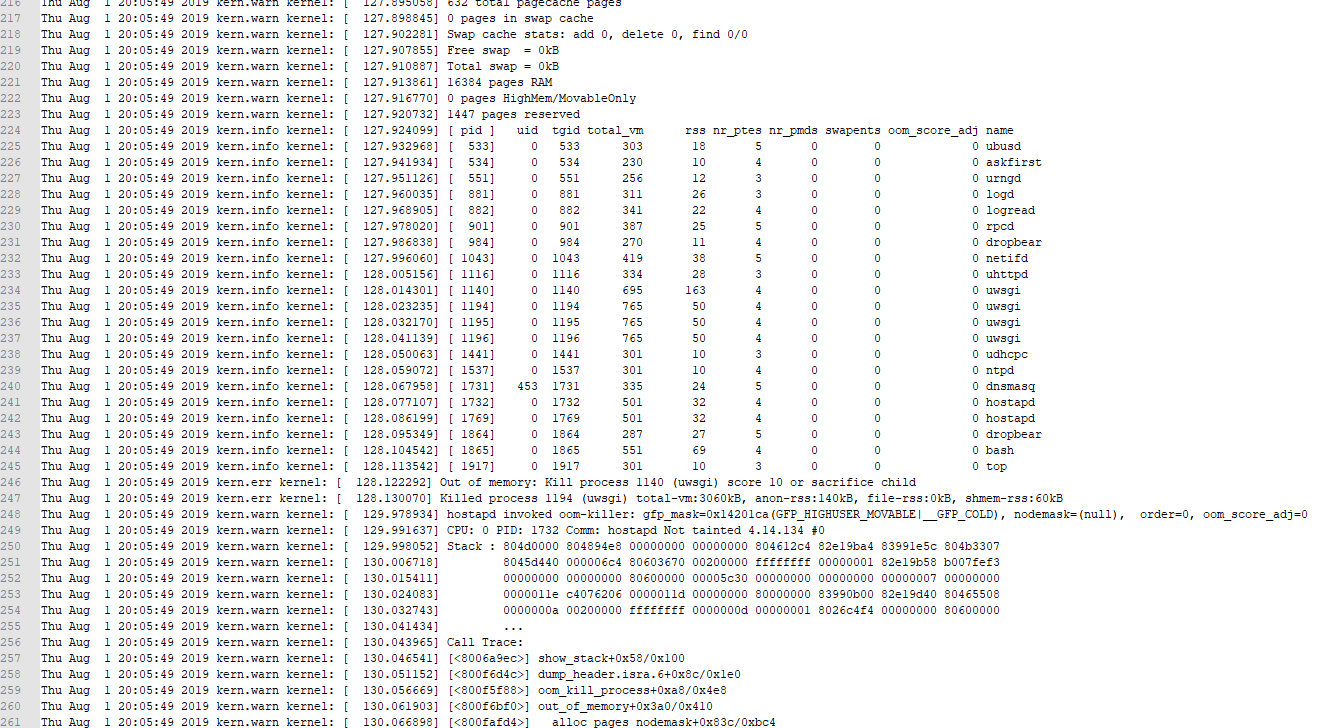 216 Thu Aug  1 20:05:49 2019 kern.warn kernel: [  127.895058] 632 total pagecache pages
217 Thu Aug  1 20:05:49 2019 kern.warn kernel: [  127.898845] 0 pages in swap cache
218 Thu Aug  1 20:05:49 2019 kern.warn kernel: [  127.902281] Swap cache stats: add 0, delete 0, find 0/0
219 Thu Aug  1 20:05:49 2019 kern.warn kernel: [  127.907855] Free swap  = 0kB
220 Thu Aug  1 20:05:49 2019 kern.warn kernel: [  127.910887] Total swap = 0kB
221 Thu Aug  1 20:05:49 2019 kern.warn kernel: [  127.913861] 16384 pages RAM
222 Thu Aug  1 20:05:49 2019 kern.warn kernel: [  127.916770] 0 pages HighMem/MovableOnly
223 Thu Aug  1 20:05:49 2019 kern.warn kernel: [  127.920732] 1447 pages reserved
224 Thu Aug  1 20:05:49 2019 kern.info kernel: [  127.924099] [ pid ]   uid  tgid total_vm      rss nr_ptes nr_pmds swapents oom_score_adj name
225 Thu Aug  1 20:05:49 2019 kern.info kernel: [  127.932968] [  533]     0   533      303       18       5       0        0             0 ubusd
226 Thu Aug  1 20:05:49 2019 kern.info kernel: [  127.941934] [  534]     0   534      230       10       4       0        0             0 askfirst
227 Thu Aug  1 20:05:49 2019 kern.info kernel: [  127.951126] [  551]     0   551      256       12       3       0        0             0 urngd
228 Thu Aug  1 20:05:49 2019 kern.info kernel: [  127.960035] [  881]     0   881      311       26       3       0        0             0 logd
229 Thu Aug  1 20:05:49 2019 kern.info kernel: [  127.968905] [  882]     0   882      341       22       4       0        0             0 logread
230 Thu Aug  1 20:05:49 2019 kern.info kernel: [  127.978020] [  901]     0   901      387       25       5       0        0             0 rpcd
231 Thu Aug  1 20:05:49 2019 kern.info kernel: [  127.986838] [  984]     0   984      270       11       4       0        0             0 dropbear
232 Thu Aug  1 20:05:49 2019 kern.info kernel: [  127.996060] [ 1043]     0  1043      419       38       5       0        0             0 netifd
233 Thu Aug  1 20:05:49 2019 kern.info kernel: [  128.005156] [ 1116]     0  1116      334       28       3       0        0             0 uhttpd
234 Thu Aug  1 20:05:49 2019 kern.info kernel: [  128.014301] [ 1140]     0  1140      695      163       4       0        0             0 uwsgi
235 Thu Aug  1 20:05:49 2019 kern.info kernel: [  128.023235] [ 1194]     0  1194      765       50       4       0        0             0 uwsgi
236 Thu Aug  1 20:05:49 2019 kern.info kernel: [  128.032170] [ 1195]     0  1195      765       50       4       0        0             0 uwsgi
237 Thu Aug  1 20:05:49 2019 kern.info kernel: [  128.041139] [ 1196]     0  1196      765       50       4       0        0             0 uwsgi
238 Thu Aug  1 20:05:49 2019 kern.info kernel: [  128.050063] [ 1441]     0  1441      301       10       3       0        0             0 udhcpc
239 Thu Aug  1 20:05:49 2019 kern.info kernel: [  128.059072] [ 1537]     0  1537      301       10       4       0        0             0 ntpd
240 Thu Aug  1 20:05:49 2019 kern.info kernel: [  128.067958] [ 1731]   453  1731      335       24       5       0        0             0 dnsmasq
241 Thu Aug  1 20:05:49 2019 kern.info kernel: [  128.077107] [ 1732]     0  1732      501       32       4       0        0             0 hostapd
242 Thu Aug  1 20:05:49 2019 kern.info kernel: [  128.086199] [ 1769]     0  1769      501       32       4       0        0             0 hostapd
243 Thu Aug  1 20:05:49 2019 kern.info kernel: [  128.095349] [ 1864]     0  1864      287       27       5       0        0             0 dropbear
244 Thu Aug  1 20:05:49 2019 kern.info kernel: [  128.104542] [ 1865]     0  1865      551       69       4       0        0             0 bash
245 Thu Aug  1 20:05:49 2019 kern.info kernel: [  128.113542] [ 1917]     0  1917      301       10       3       0        0             0 top
246 Thu Aug  1 20:05:49 2019 kern.err kernel: [  128.122292] Out of memory: Kill process 1140 (uwsgi) score 10 or sacrifice child
247 Thu Aug  1 20:05:49 2019 kern.err kernel: [  128.130070] Killed process 1194 (uwsgi) total-vm:3060kB, anon-rss:140kB, file-rss:0kB, shmem-rss:60kB
248 Thu Aug  1 20:05:49 2019 kern.warn kernel: [  129.978934] hostapd invoked oom-killer: gfp_mask=0x14201ca(GFP_HIGHUSER_MOVABLE|__GFP_COLD), nodemask=(null),  order=0, oom_score_adj=0
249 Thu Aug  1 20:05:49 2019 kern.warn kernel: [  129.991637] CPU: 0 PID: 1732 Comm: hostapd Not tainted 4.14.134 #0
250 Thu Aug  1 20:05:49 2019 kern.warn kernel: [  129.998052] Stack : 804d0000 804894e8 00000000 00000000 804612c4 82e19ba4 83991e5c 804b3307
251 Thu Aug  1 20:05:49 2019 kern.warn kernel: [  130.006718]         8045d440 000006c4 80603670 00200000 ffffffff 00000001 82e19b58 b007fef3
252 Thu Aug  1 20:05:49 2019 kern.warn kernel: [  130.015411]         00000000 00000000 80600000 00005c30 00000000 00000000 00000007 00000000
253 Thu Aug  1 20:05:49 2019 kern.warn kernel: [  130.024083]         0000011e c4076206 0000011d 00000000 80000000 83990b00 82e19d40 80465508
254 Thu Aug  1 20:05:49 2019 kern.warn kernel: [  130.032743]         0000000a 00200000 ffffffff 0000000d 00000001 8026c4f4 00000000 80600000
255 Thu Aug  1 20:05:49 2019 kern.warn kernel: [  130.041434]         ...
256 Thu Aug  1 20:05:49 2019 kern.warn kernel: [  130.043965] Call Trace:
257 Thu Aug  1 20:05:49 2019 kern.warn kernel: [  130.046541] [<8006a9ec>] show_stack+0x58/0x100
258 Thu Aug  1 20:05:49 2019 kern.warn kernel: [  130.051152] [<800f6d4c>] dump_header.isra.6+0x8c/0x1e0
259 Thu Aug  1 20:05:49 2019 kern.warn kernel: [  130.056669] [<800f5f88>] oom_kill_process+0xa8/0x4e8
260 Thu Aug  1 20:05:49 2019 kern.warn kernel: [  130.061903] [<800f6bf0>] out_of_memory+0x3a0/0x410
261 Thu Aug  1 20:05:49 2019 kern.warn kernel: [  130.066898] [<800fafd4>]   alloc pages nodemask+0x83c/0xbc4